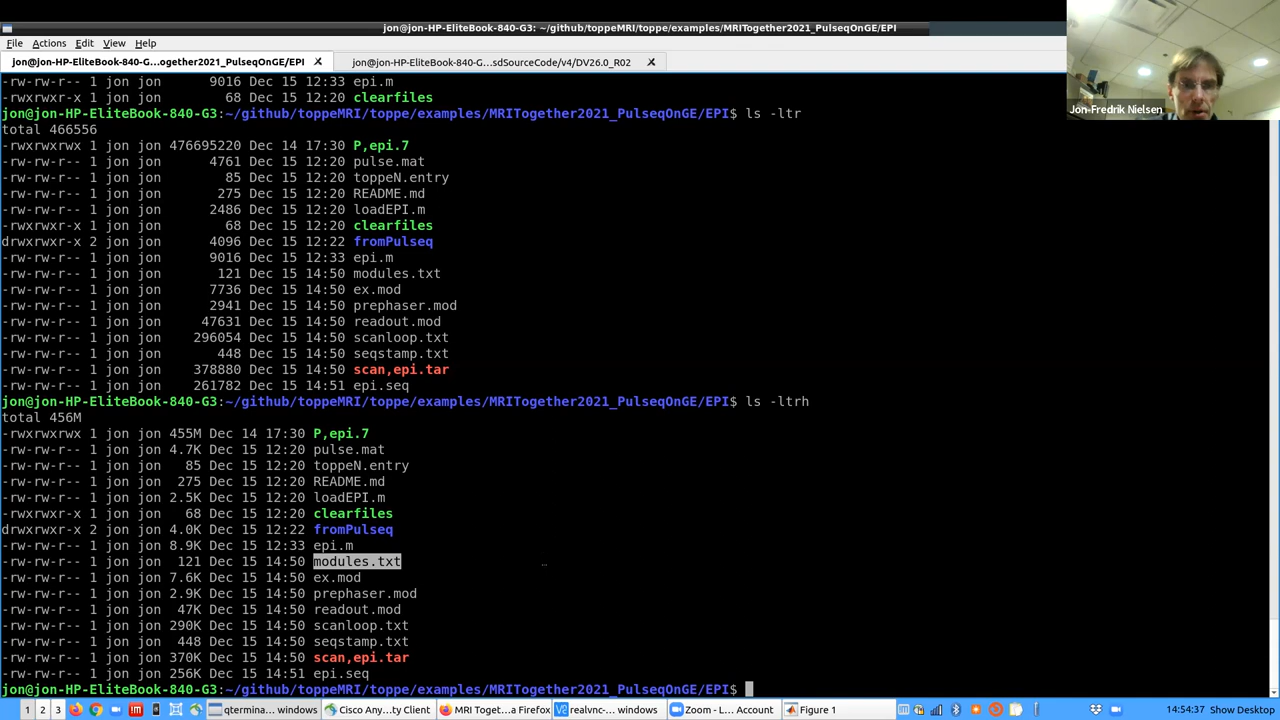 jon@jon-HP-EliteBook-840-G3: ~/github/toppeMRI/toppe/examples/MRITogether2021_PulseqOnGE/EPI
File Actions Edit View Help
jon@jon-HP-EliteBook-840-G...ogether2021_PulseqOnGE/EPI
jon@jon-HP-EliteBook-840-G...sdSourceCode/v4/DV26.0_R02
Jon-Fredrik Nielsen
-rw-rw-r-- 1 jon jon 9016 Dec 15 12:33 epi.m
-rwxrwxr-x 1 jon jon 68 Dec 15 12:20 clearfiles
jon@jon-HP-EliteBook-840-G3:~/github/toppeMRI/toppe/examples/MRITogether2021_PulseqOnGE/EPI$ ls -ltr
total 466556
-rwxrwxrwx 1 jon jon 476695220 Dec 14 17:30 P,epi.7
-rw-rw-r-- 1 jon jon 4761 Dec 15 12:20 pulse.mat
-rw-rw-r-- 1 jon jon 85 Dec 15 12:20 toppeN.entry
-rw-rw-r-- 1 jon jon 275 Dec 15 12:20 README.md
-rw-rw-r-- 1 jon jon 2486 Dec 15 12:20 loadEPI.m
-rwxrwxr-x 1 jon jon 68 Dec 15 12:20 clearfiles
drwxrwxr-x 2 jon jon 4096 Dec 15 12:22 fromPulseq
-rw-rw-r-- 1 jon jon 9016 Dec 15 12:33 epi.m
-rw-rw-r-- 1 jon jon 121 Dec 15 14:50 modules.txt
-rw-rw-r-- 1 jon jon 7736 Dec 15 14:50 ex.mod
-rw-rw-r-- 1 jon jon 2941 Dec 15 14:50 prephaser.mod
-rw-rw-r-- 1 jon jon 47631 Dec 15 14:50 readout.mod
-rw-rw-r-- 1 jon jon 296054 Dec 15 14:50 scanloop.txt
-rw-rw-r-- 1 jon jon 448 Dec 15 14:50 seqstamp.txt
-rw-rw-r-- 1 jon jon 378880 Dec 15 14:50 scan,epi.tar
-rw-rw-r-- 1 jon jon 261782 Dec 15 14:51 epi.seq
jon@jon-HP-EliteBook-840-G3:~/github/toppeMRI/toppe/examples/MRITogether2021_PulseqOnGE/EPI$ ls -ltrh
total 456M
-rwxrwxrwx 1 jon jon 455M Dec 14 17:30 P,epi.7
-rw-rw-r-- 1 jon jon 4.7K Dec 15 12:20 pulse.mat
-rw-rw-r-- 1 jon jon 85 Dec 15 12:20 toppeN.entry
-rw-rw-r-- 1 jon jon 275 Dec 15 12:20 README.md
-rw-rw-r-- 1 jon jon 2.5K Dec 15 12:20 loadEPI.m
-rwxrwxr-x 1 jon jon 68 Dec 15 12:20 clearfiles
drwxrwxr-x 2 jon jon 4.0K Dec 15 12:22 fromPulseq
-rw-rw-r-- 1 jon jon 8.9K Dec 15 12:33 epi.m
-rw-rw-r-- 1 jon jon 121 Dec 15 14:50 modules.txt
-rw-rw-r-- 1 jon jon 7.6K Dec 15 14:50 ex.mod
-rw-rw-r-- 1 jon jon 2.9K Dec 15 14:50 prephaser.mod
-rw-rw-r-- 1 jon jon 47K Dec 15 14:50 readout.mod
-rw-rw-r-- 1 jon jon 290K Dec 15 14:50 scanloop.txt
-rw-rw-r-- 1 jon jon 448 Dec 15 14:50 seqstamp.txt
-rw-rw-r-- 1 jon jon 370K Dec 15 14:50 scan,epi.tar
-rw-rw-r-- 1 jon jon 256K Dec 15 14:51 epi.seq
jon@jon-HP-EliteBook-840-G3:~/github/toppeMRI/toppe/examples/MRITogether2021_PulseqOnGE/EPI$
1 2 3 qtermina... windows Cisco Any...ty Client MRI Toget...Firefox realvnc-... windows Zoom - L... Account Figure 1 14:54:37 Show Desktop